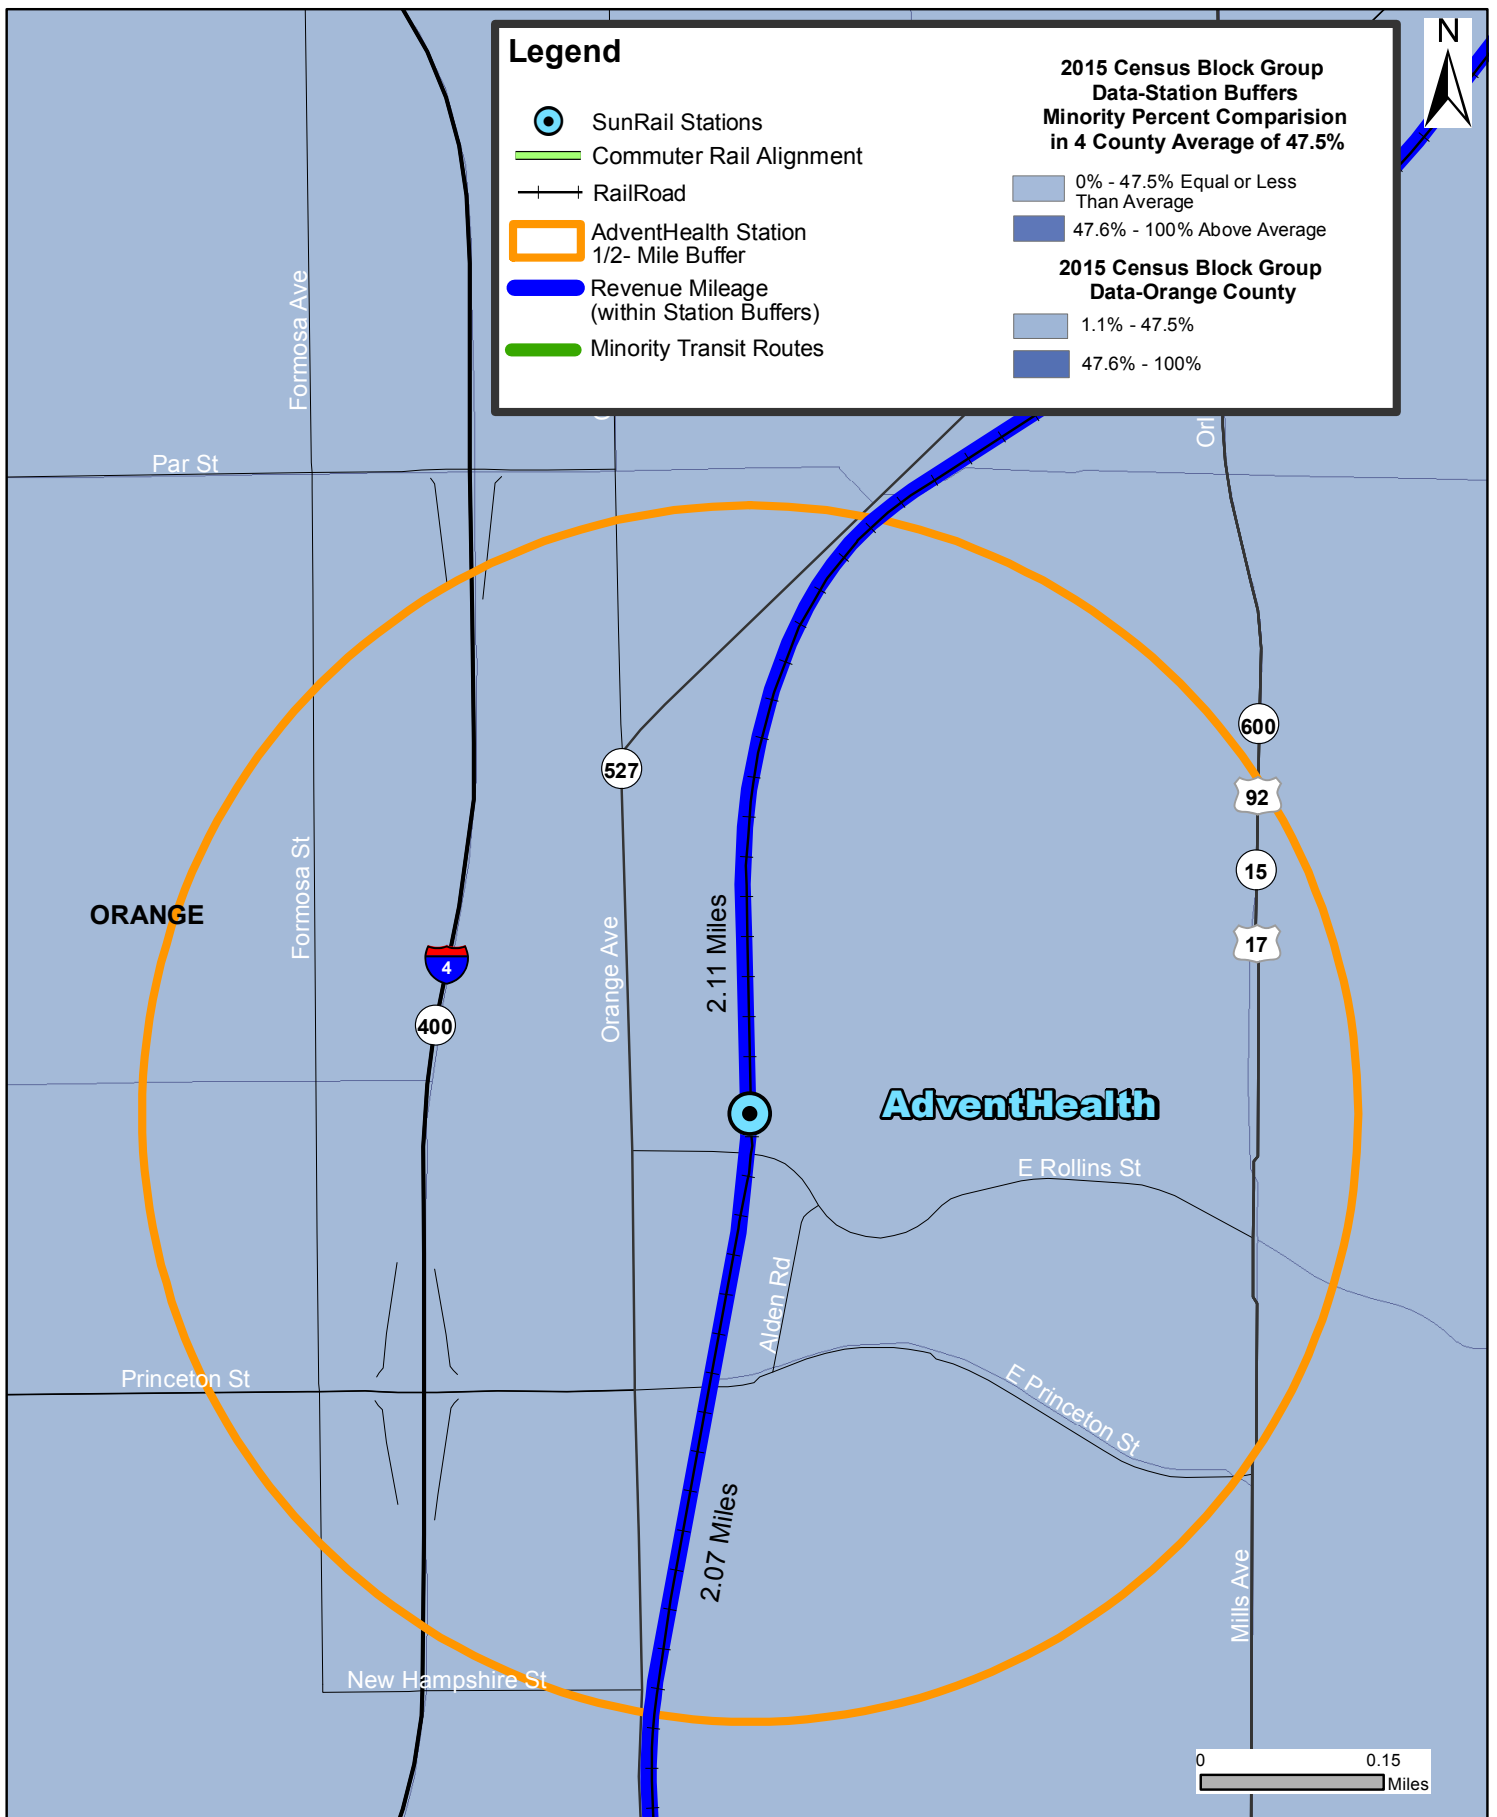 N
Legend
SunRail Stations
Commuter Rail Alignment
RailRoad
AdventHealth Station
1/2- Mile Buffer
Revenue Mileage
(within Station Buffers)
Minority Transit Routes
2015 Census Block Group
Data-Station Buffers
Minority Percent Comparision
in 4 County Average of 47.5%
0% - 47.5% Equal or Less
Than Average
47.6% - 100% Above Average
2015 Census Block Group
Data-Orange County
1.1% - 47.5%
47.6% - 100%
Formosa Ave
Par St
Orl
600
527
92
15
17
ORANGE
Formosa St
4
400
Orange Ave
2.11 Miles
AdventHealth
E Rollins St
Alden Rd
Princeton St
E Princeton St
2.07 Miles
Mills Ave
New Hampshire St
0 0.15
Miles